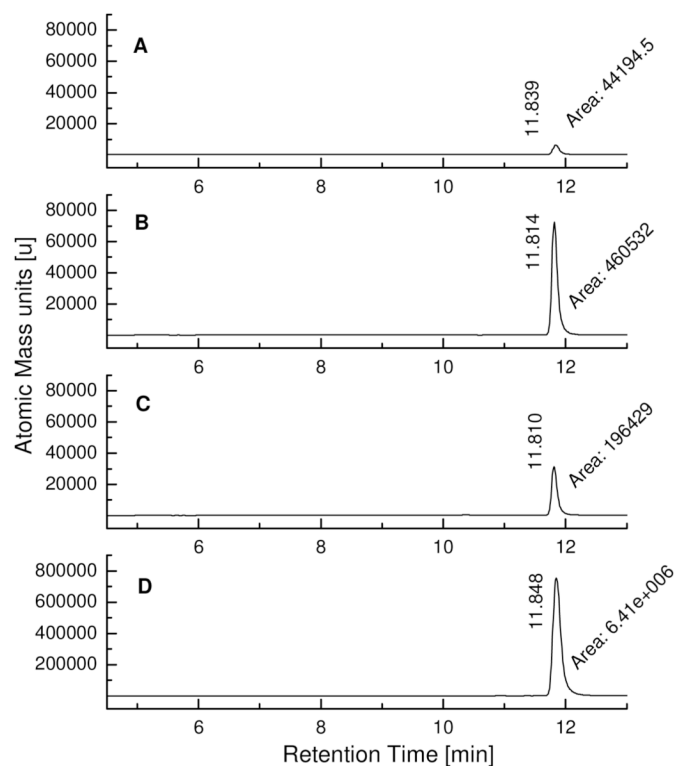 80000
60000
40000
20000
A
11.839
Area: 44194.5
6 8 10 12
80000
60000
40000
20000
B
11.814
Area: 460532
6 8 10 12
80000
60000
40000
20000
C
11.810
Area: 196429
6 8 10 12
800000
600000
400000
200000
D
11.848
Area: 6.41e+006
6 8 10 12
Atomic Mass units [u]
Retention Time [min]